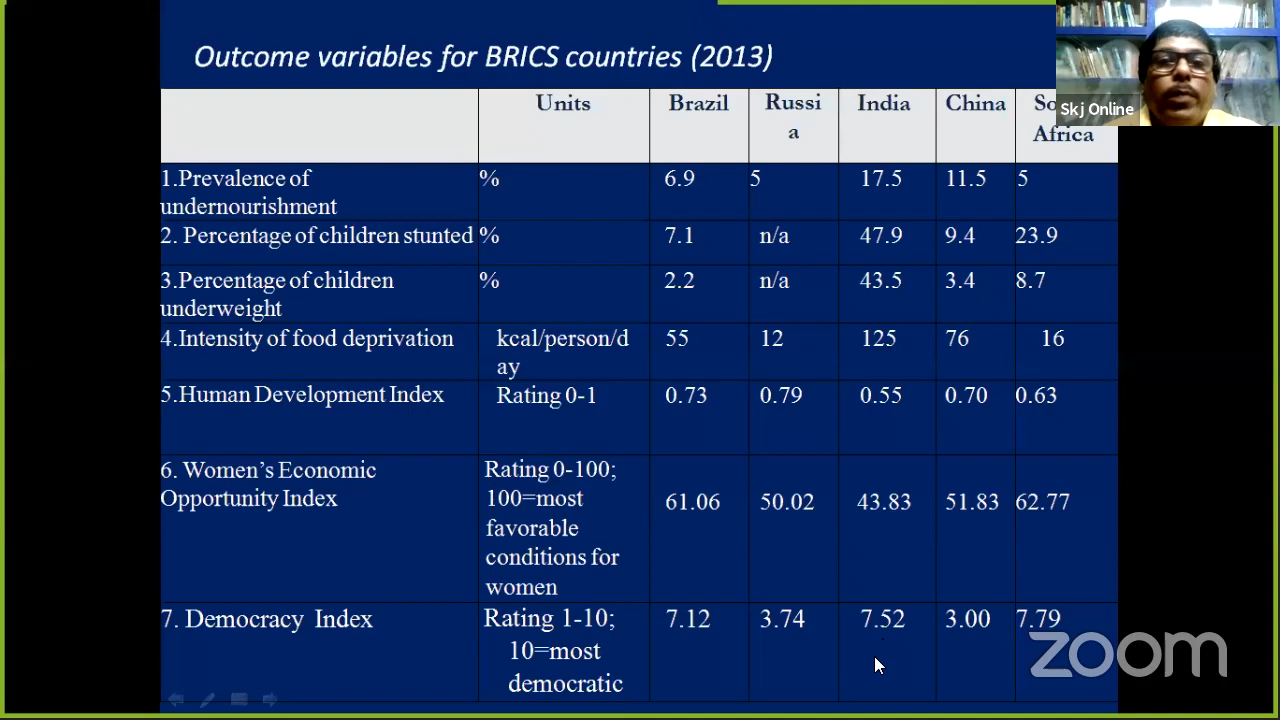 Outcome variables for BRICS countries (2013)
Units Brazil Russi India China So
a Africa
Skj Online
1.Prevalence of % 6.9 5 17.5 11.5 5
undernourishment
2. Percentage of children stunted % 7.1 n/a 47.9 9.4 23.9
3.Percentage of children % 2.2 n/a 43.5 3.4 8.7
underweight
4.Intensity of food deprivation kcal/person/d 55 12 125 76 16
ay
5.Human Development Index Rating 0-1 0.73 0.79 0.55 0.70 0.63
6. Women’s Economic Rating 0-100;
Opportunity Index 100=most 61.06 50.02 43.83 51.83 62.77
favorable
conditions for
women
7. Democracy Index Rating 1-10; 7.12 3.74 7.52 3.00 7.79
10=most
democratic
zoom